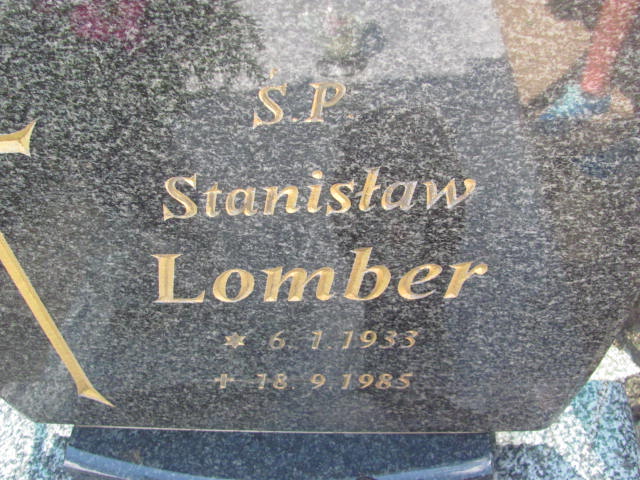 Ś.P.
Stanisław
Lomber
* 6.1.1933
✝ 18.9.1985